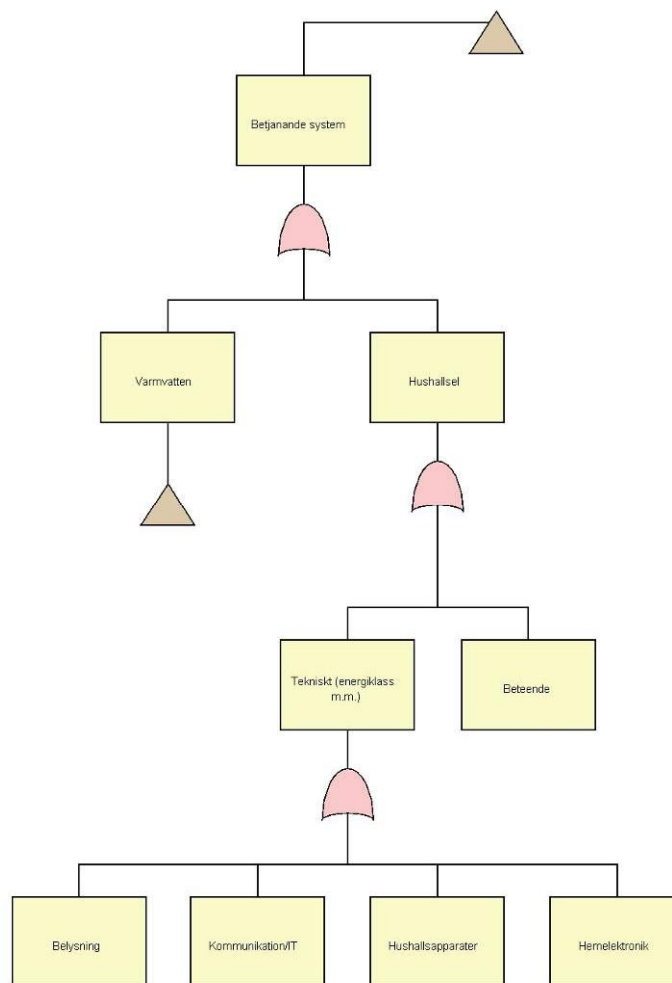 Betjanande system
Varmvatten
Hushallsel
Tekniskt (energiklass
m.m.)
Beteende
Belysning
Kommunikation/IT
Hushallsapparater
Hemelektronik